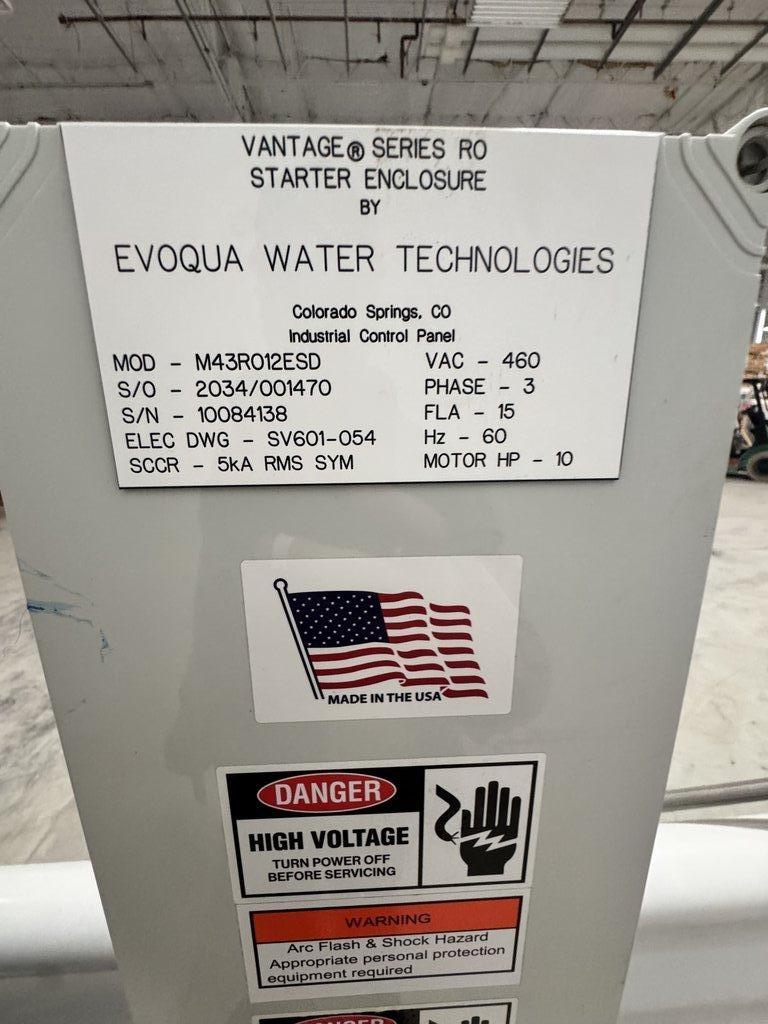 VANTAGE® SERIES RO
STARTER ENCLOSURE
BY
EVOQUA WATER TECHNOLOGIES
Colorado Springs, CO
Industrial Control Panel
MOD - M43R012ESD VAC - 460
S/O - 2034/001470 PHASE - 3
S/N - 10084138 FLA - 15
ELEC DWG - SV601-054 Hz - 60
SCCR - 5kA RMS SYM MOTOR HP - 10
MADE IN THE USA
DANGER
HIGH VOLTAGE
TURN POWER OFF
BEFORE SERVICING
WARNING
Arc Flash & Shock Hazard
Appropriate personal protection
equipment required
DANGER